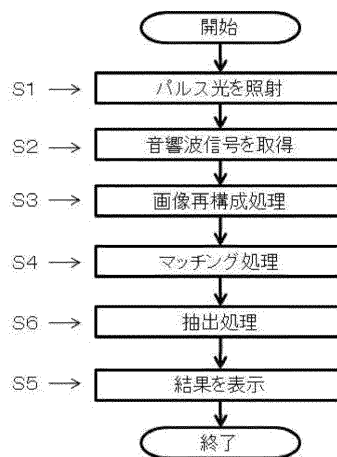 開始
S1 → パルス光を照射
S2 → 音響波信号を取得
S3 → 画像再構成処理
S4 → マッチング処理
S6 → 抽出処理
S5 → 結果を表示
終了